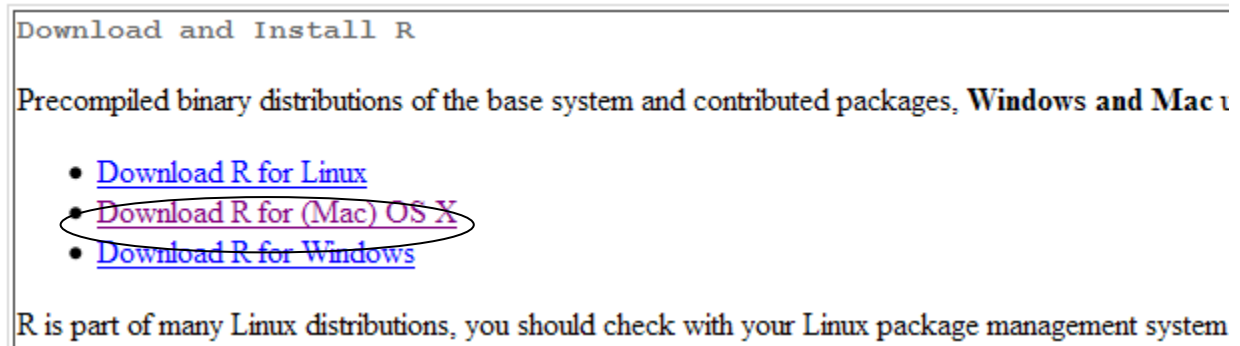 Download and Install R
Precompiled binary distributions of the base system and contributed packages, Windows and Mac
Download R for Linux
Download R for (Mac) OS X
Download R for Windows
R is part of many Linux distributions, you should check with your Linux package management system